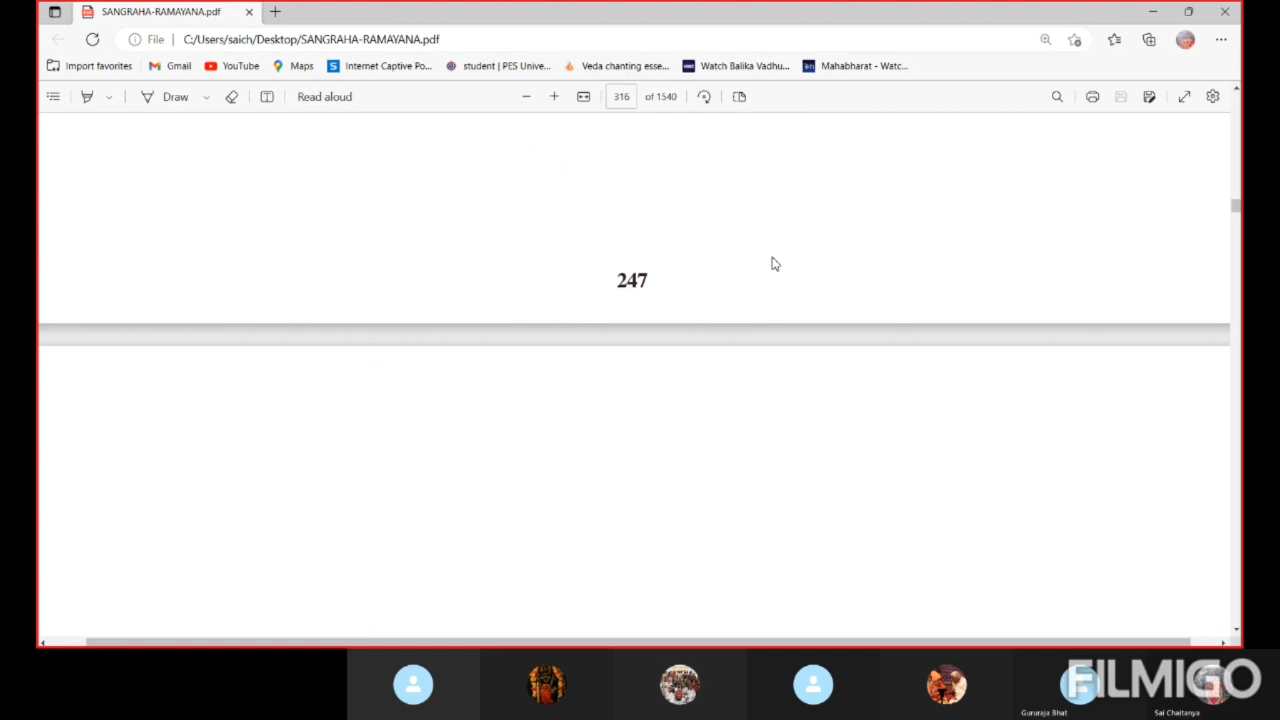 SANGRAHA-RAMAYANA.pdf
File C:/Users/saich/Desktop/SANGRAHA-RAMAYANA.pdf
Import favorites Gmail YouTube Maps Internet Captive Po... student | PES Unive... Veda chanting esse... Watch Balika Vadhu... Mahabharat - Watc...
Draw Read aloud 316 of 1540
247
FILMIGO
Gururaja Bhat Sai Chaitanya